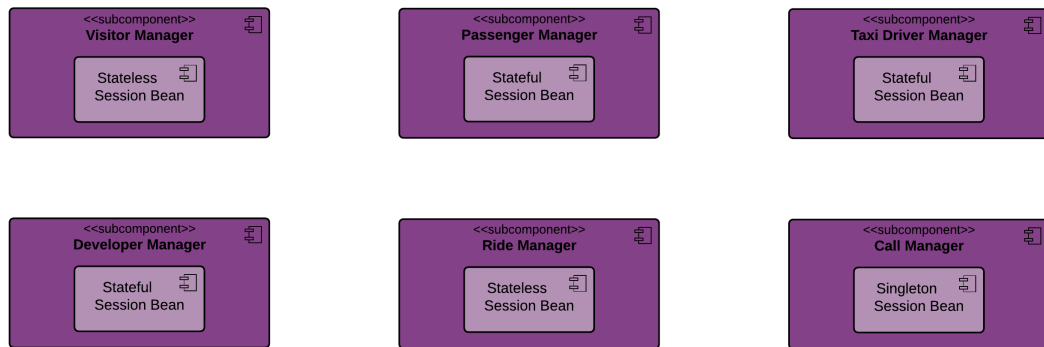 <<subcomponent>>
Visitor Manager
Stateless
Session Bean
<<subcomponent>>
Passenger Manager
Stateful
Session Bean
<<subcomponent>>
Taxi Driver Manager
Stateful
Session Bean
<<subcomponent>>
Developer Manager
Stateful
Session Bean
<<subcomponent>>
Ride Manager
Stateless
Session Bean
<<subcomponent>>
Call Manager
Singleton
Session Bean